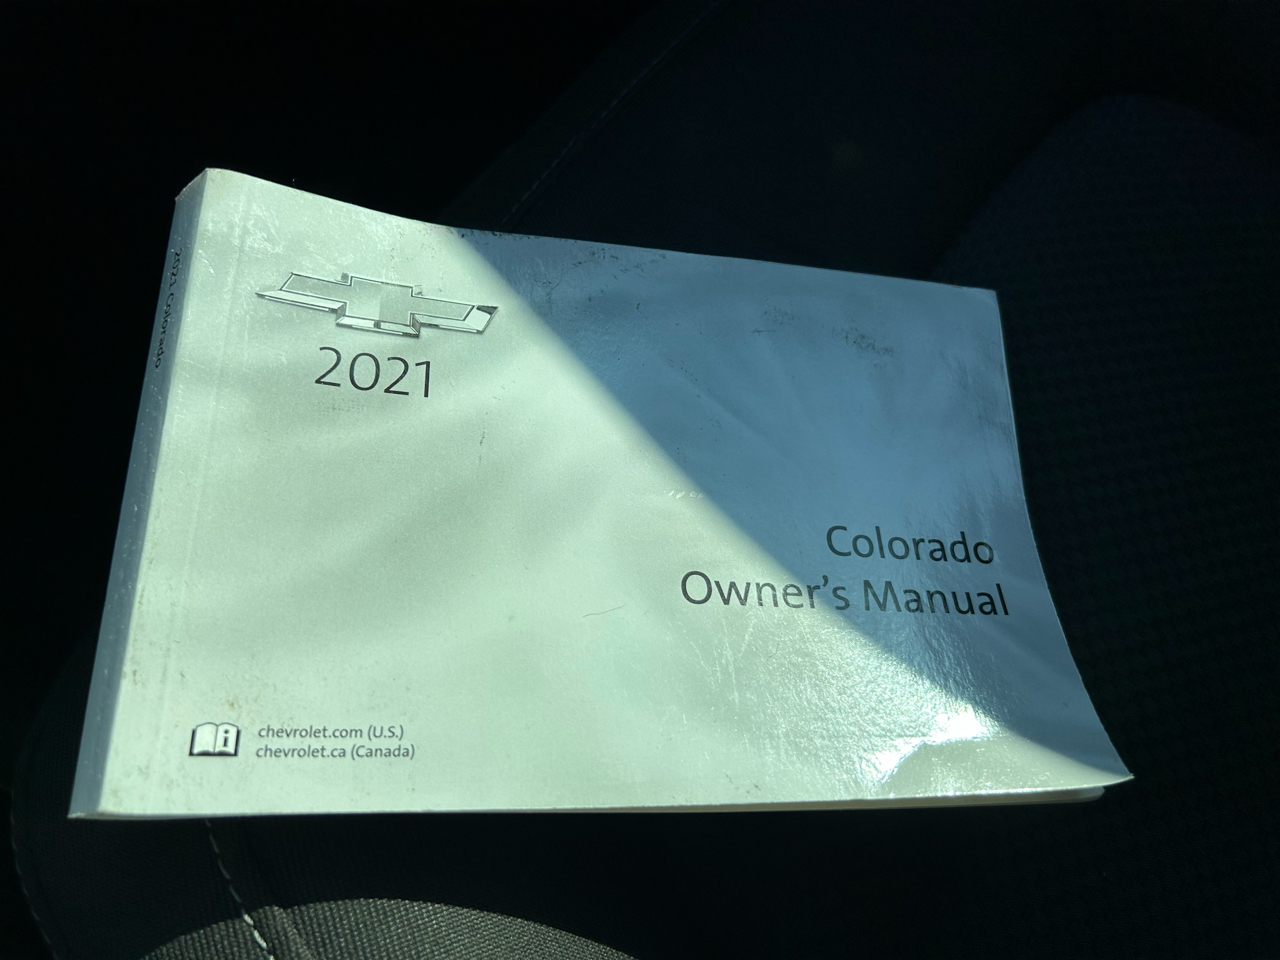 2021 Colorado
2021
Colorado
Owner's Manual
chevrolet.com (U.S.)
chevrolet.ca (Canada)